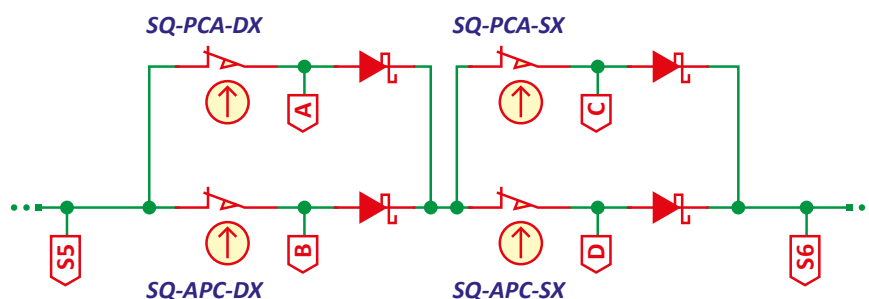 SQ-PCA-DX
SQ-PCA-SX
A
C
S5
B
D
S6
SQ-APC-DX
SQ-APC-SX